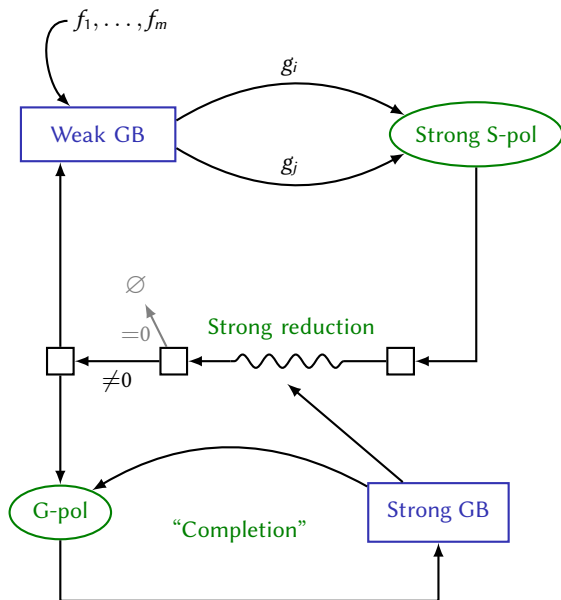 f₁, . . . , fₘ
gᵢ
Weak GB
Strong S-pol
gⱼ
∅
=0
Strong reduction
≠0
G-pol
Strong GB
“Completion”